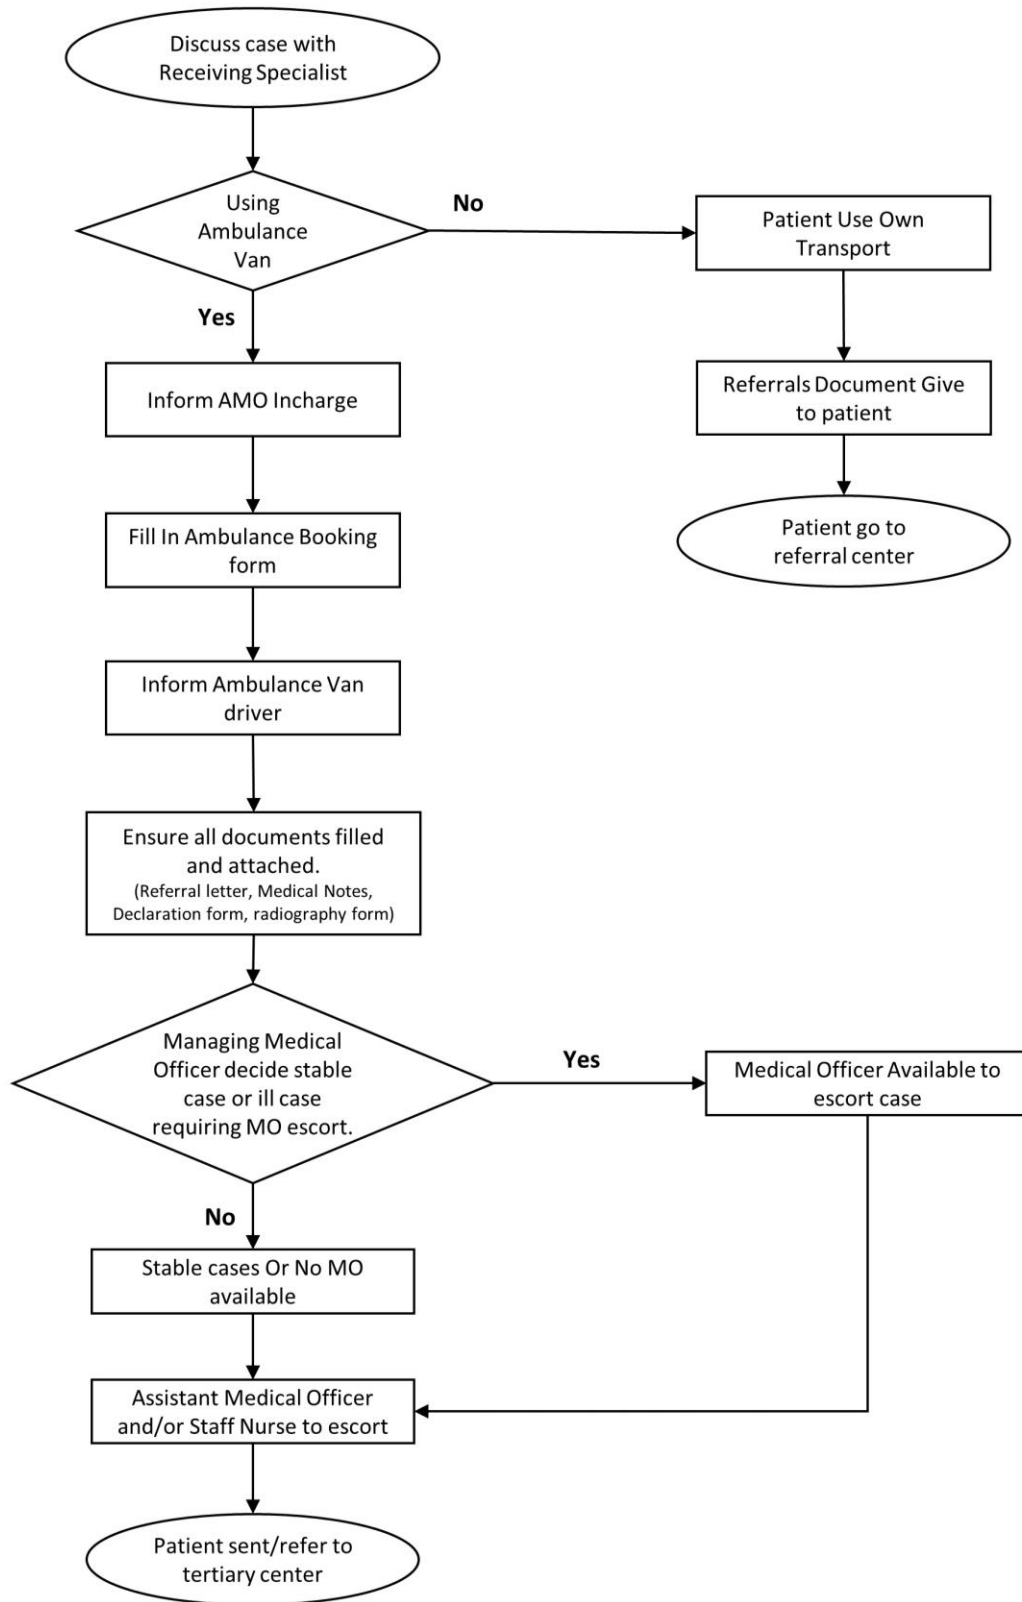 Discuss case with
Receiving Specialist
Using
Ambulance
Van
No
Patient Use Own
Transport
Yes
Referrals Document Give
to patient
Inform AMO Incharge
Patient go to
referral center
Fill In Ambulance Booking
form
Inform Ambulance Van
driver
Ensure all documents filled
and attached.
(Referral letter, Medical Notes,
Declaration form, radiography form)
Managing Medical
Officer decide stable
case or ill case
requiring MO escort.
Yes
Medical Officer Available to
escort case
No
Stable cases Or No MO
available
Assistant Medical Officer
and/or Staff Nurse to escort
Patient sent/refer to
tertiary center